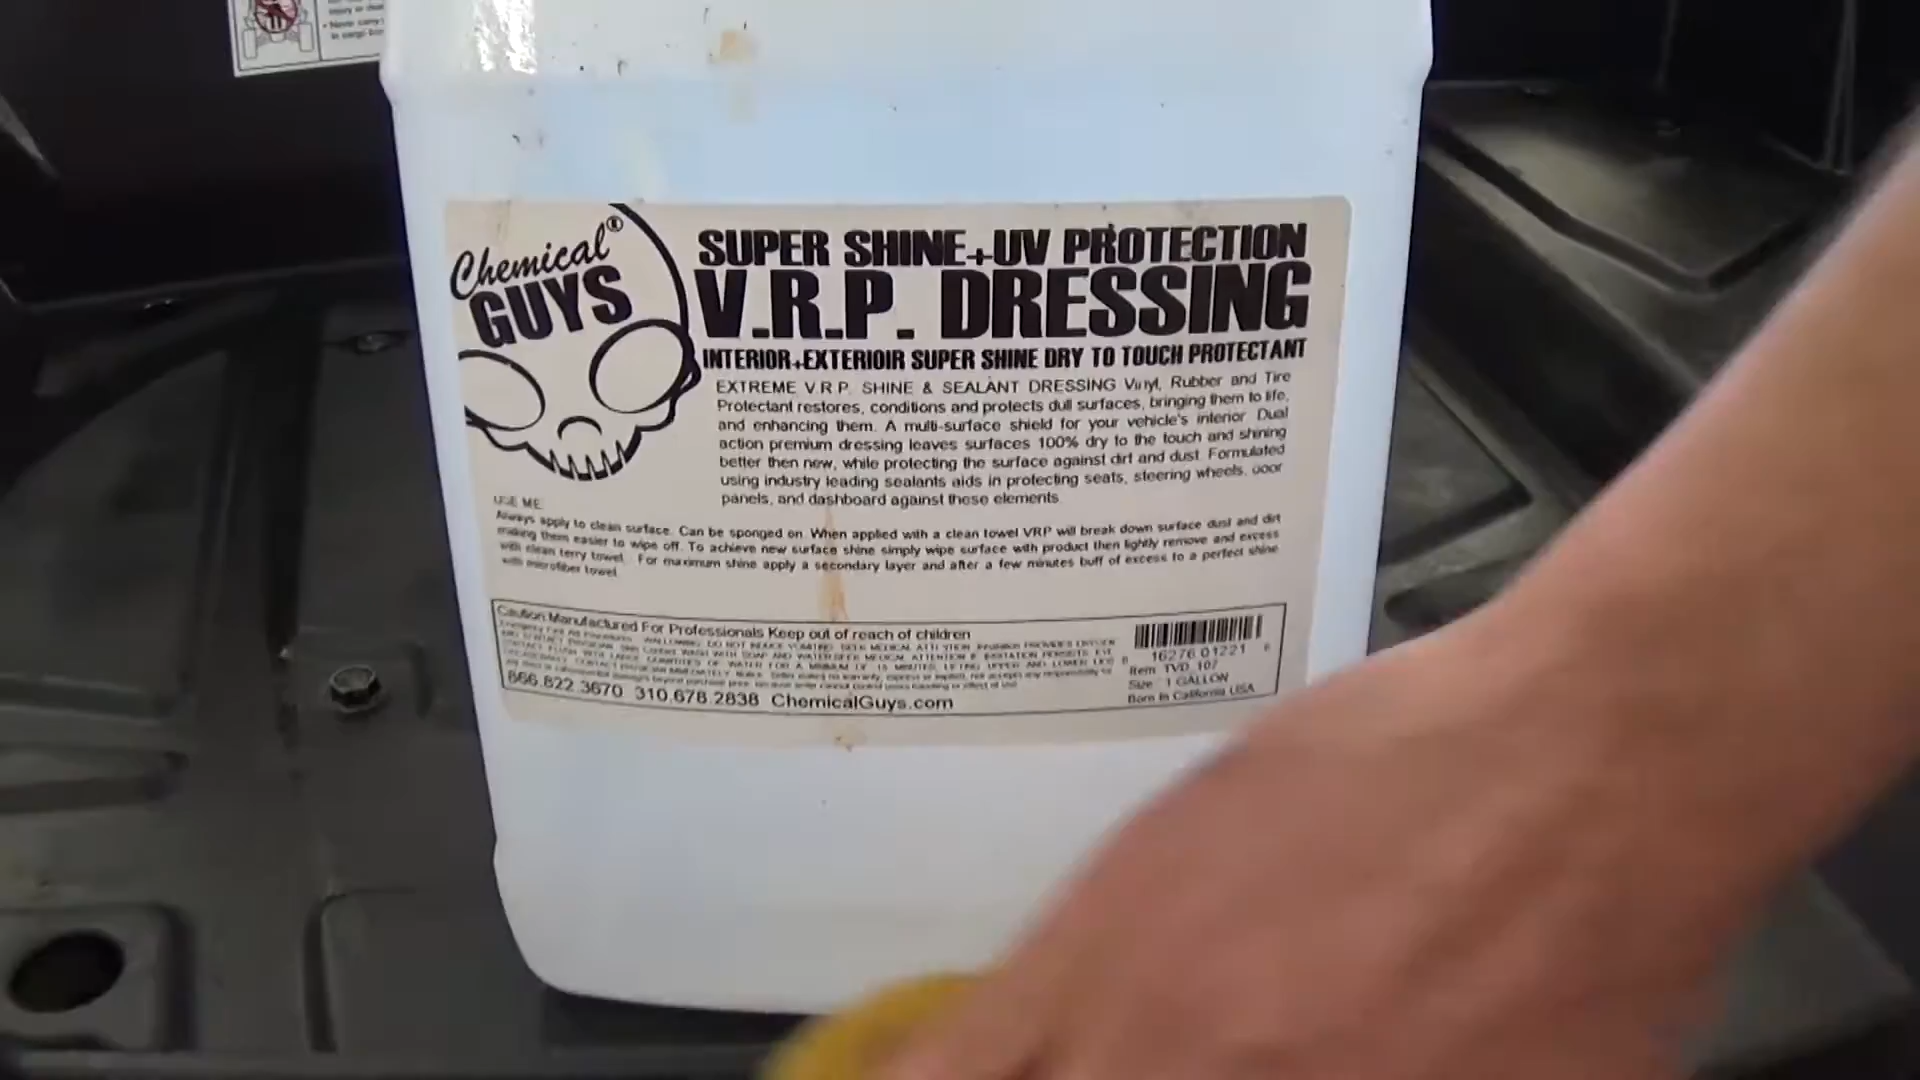 Chemical®
GUYS
SUPER SHINE+UV PROTECTION
V.R.P. DRESSING
INTERIOR+EXTERIOIR SUPER SHINE DRY TO TOUCH PROTECTANT
EXTREME V.R.P. SHINE & SEALANT DRESSING Vinyl, Rubber and Tire
Protectant restores, conditions and protects dull surfaces, bringing them to life,
and enhancing them. A multi-surface shield for your vehicle's interior. Dual
action premium dressing leaves surfaces 100% dry to the touch and shining
better then new, while protecting the surface against dirt and dust. Formulated
using industry leading sealants aids in protecting seats, steering wheels, door
panels, and dashboard against these elements.
USE ME:
Always apply to clean surface. Can be sponged on. When applied with a clean towel VRP will break down surface dust and dirt
making them easier to wipe off. To achieve new surface shine simply wipe surface with product then lightly remove and excess
with clean terry towel. For maximum shine apply a secondary layer and after a few minutes buff of excess to a perfect shine
with microfiber towel.
Caution Manufactured For Professionals Keep out of reach of children
866.822.3670 310.678.2838 ChemicalGuys.com
16276 01221
Item TVD_107
Size 1 GALLON
Born In California USA